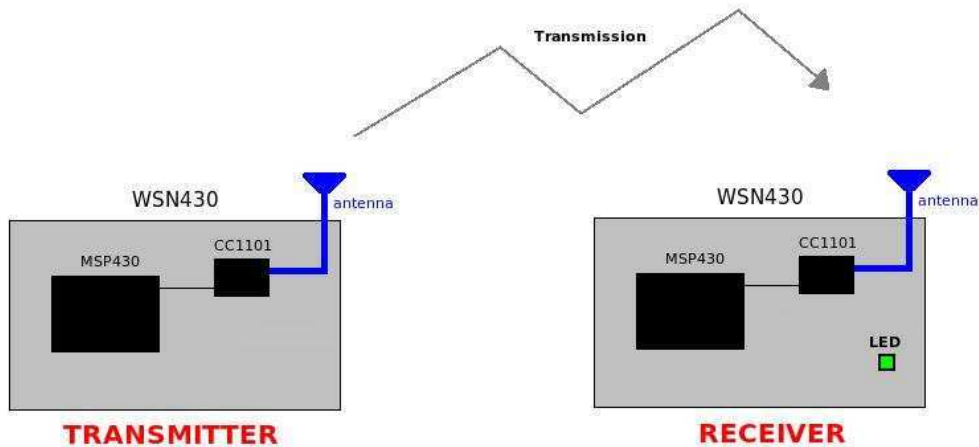 Transmission
WSN430
antenna
CC1101
MSP430
TRANSMITTER
WSN430
antenna
CC1101
MSP430
LED
RECEIVER